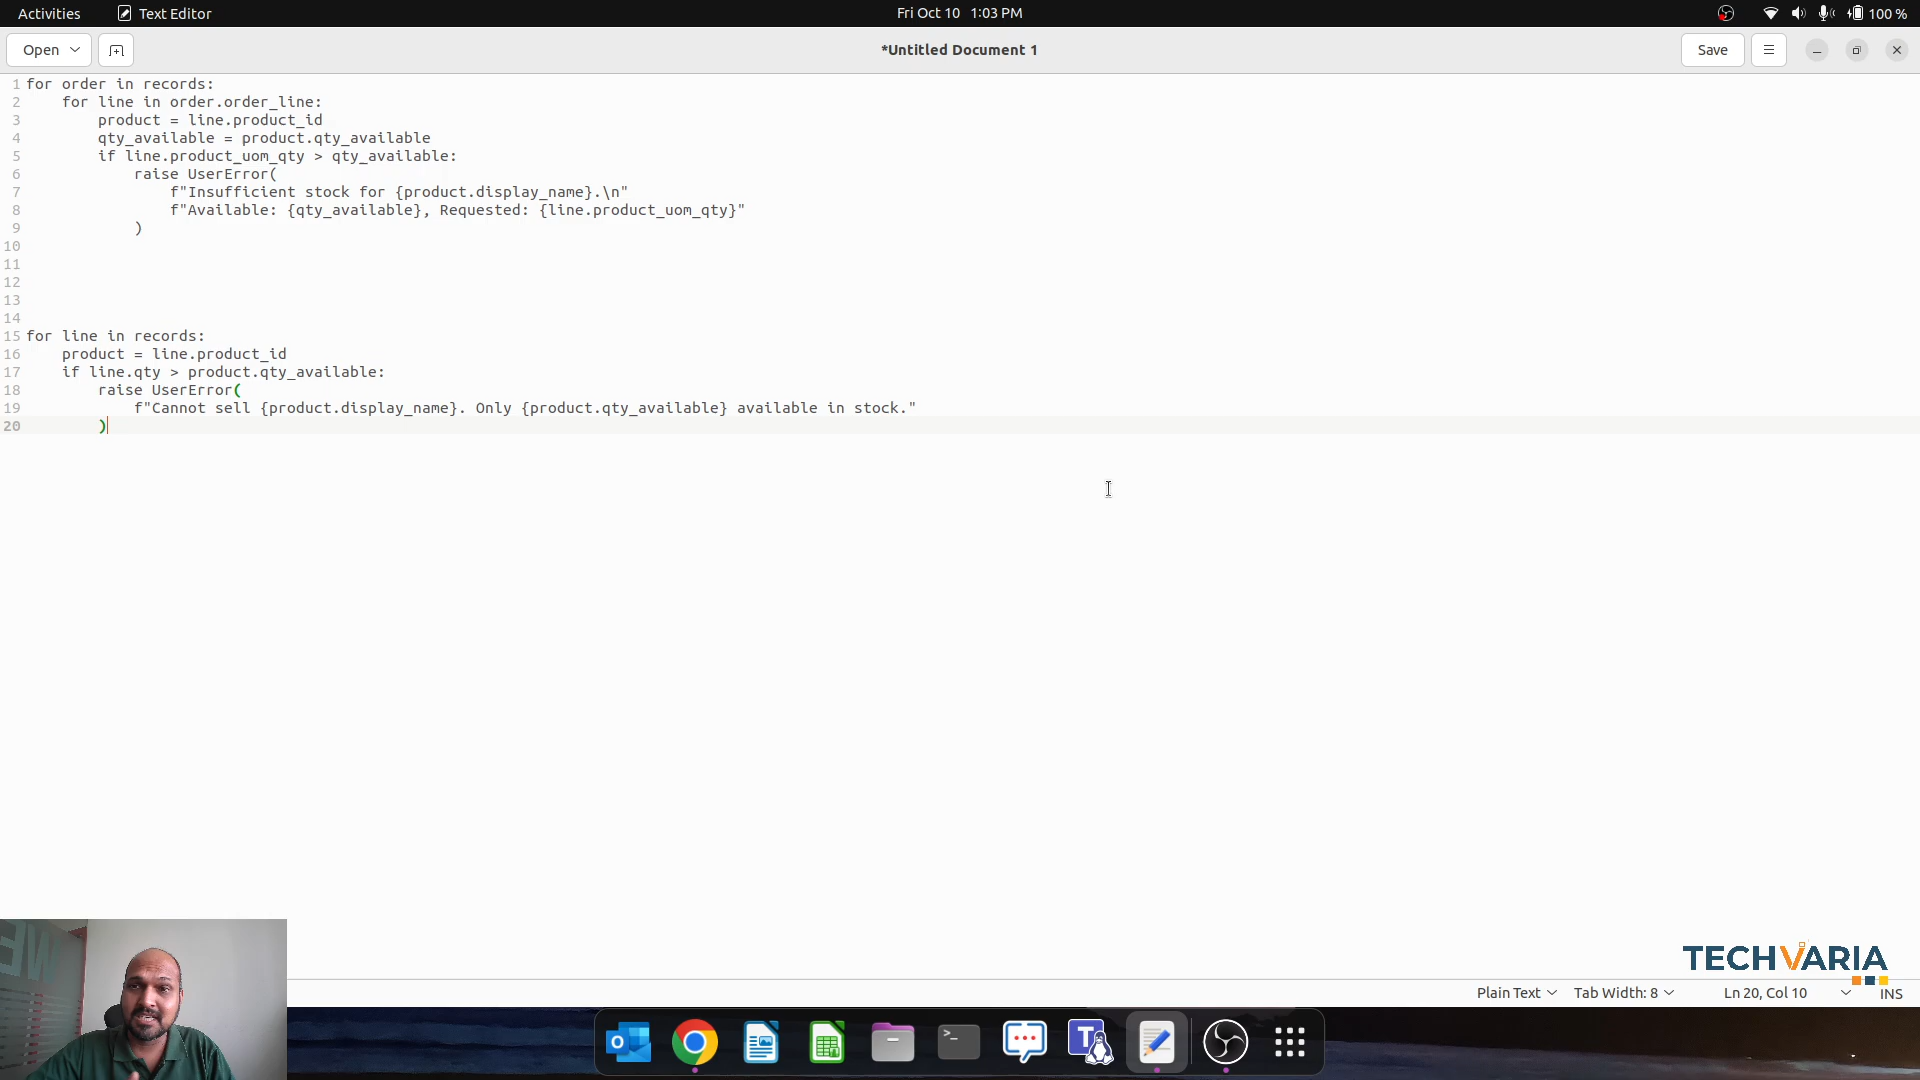 Activities
Text Editor
Fri Oct 10 1:03 PM
100 %
Open
*Untitled Document 1
Save
1 for order in records:
2     for line in order.order_line:
3         product = line.product_id
4         qty_available = product.qty_available
5         if line.product_uom_qty > qty_available:
6             raise UserError(
7                 f"Insufficient stock for {product.display_name}.\n"
8                 f"Available: {qty_available}, Requested: {line.product_uom_qty}"
9             )
10
11
12
13
14
15 for line in records:
16     product = line.product_id
17     if line.qty > product.qty_available:
18         raise UserError(
19             f"Cannot sell {product.display_name}. Only {product.qty_available} available in stock."
20         )
TECHVARIA
Plain Text
Tab Width: 8
Ln 20, Col 10
INS